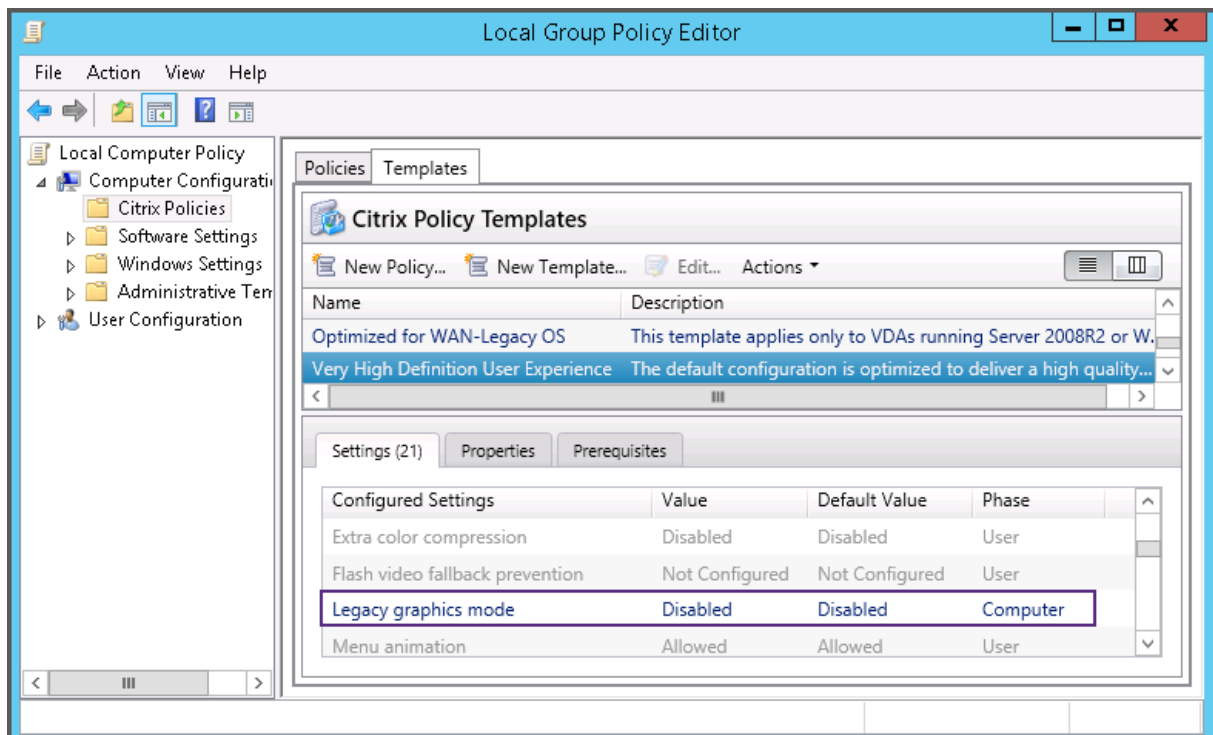 Local Group Policy Editor
File Action View Help
Local Computer Policy
Computer Configurati
Citrix Policies
Software Settings
Windows Settings
Administrative Tem
User Configuration
Policies Templates
Citrix Policy Templates
New Policy... New Template... Edit... Actions
Name Description
Optimized for WAN-Legacy OS This template applies only to VDAs running Server 2008R2 or W.
Very High Definition User Experience The default configuration is optimized to deliver a high quality...
Settings (21) Properties Prerequisites
Configured Settings Value Default Value Phase
Extra color compression Disabled Disabled User
Flash video fallback prevention Not Configured Not Configured User
Legacy graphics mode Disabled Disabled Computer
Menu animation Allowed Allowed User